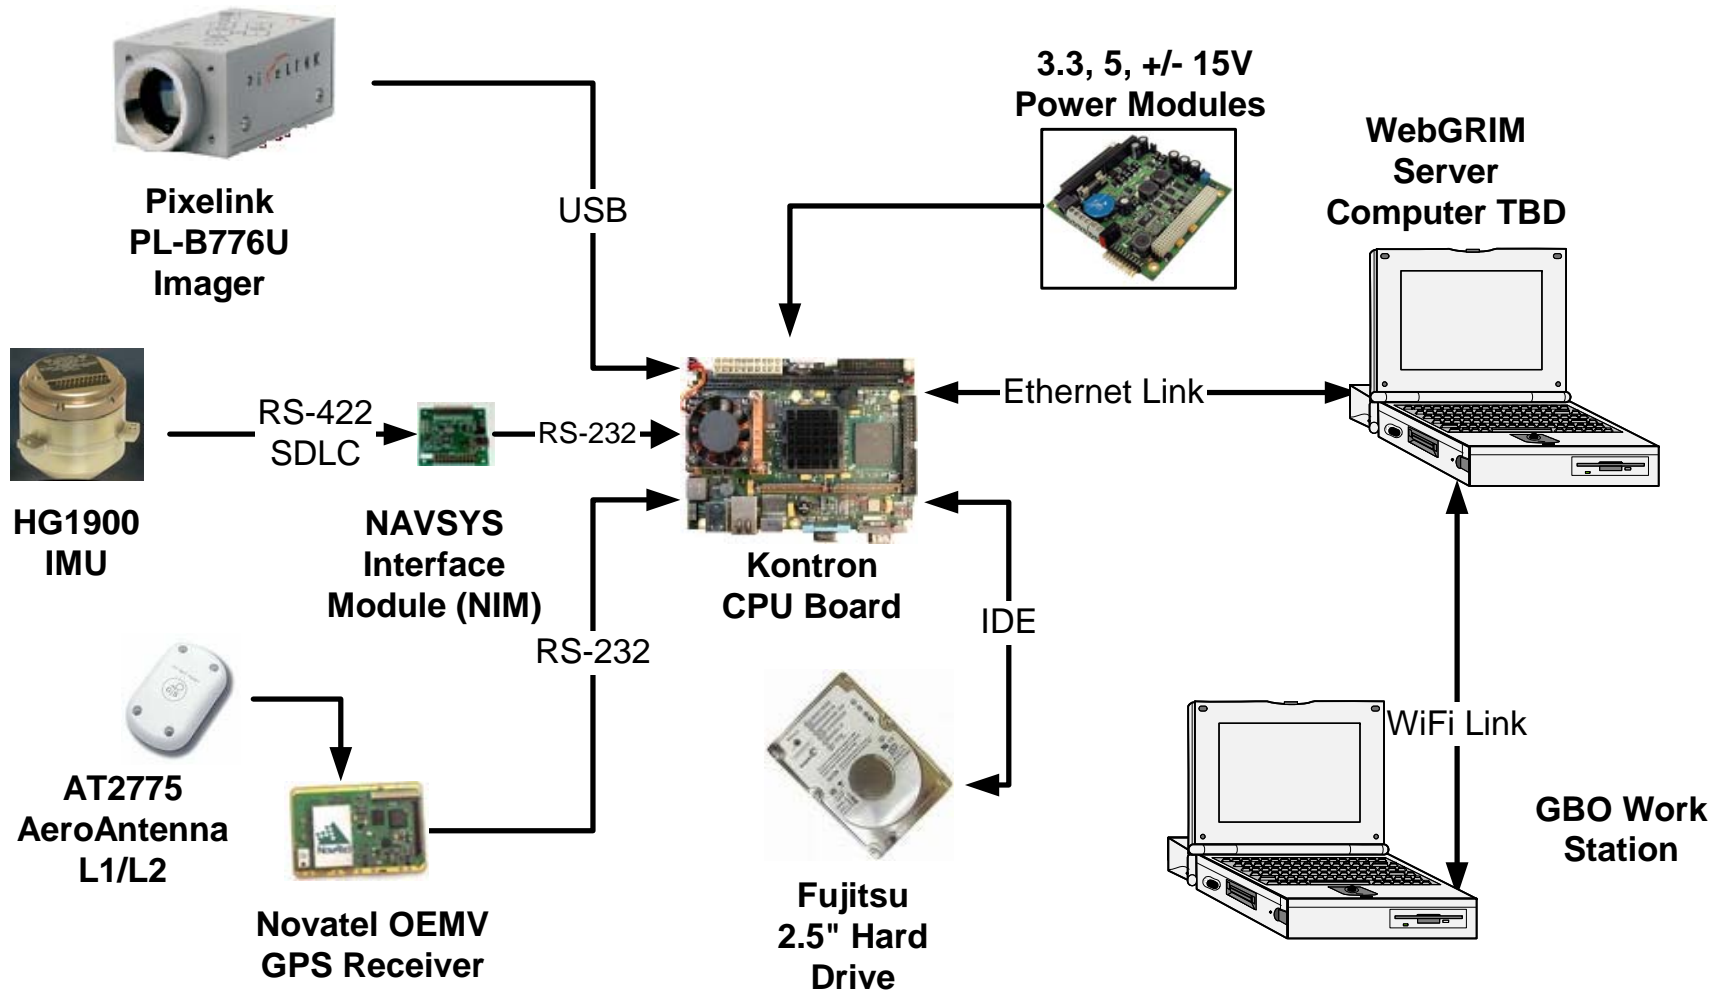 PixeLINK
3.3, 5, +/- 15V
Power Modules
WebGRIM
Server
Computer TBD
Pixelink
PL-B776U
Imager
USB
Ethernet Link
RS-422
SDLC
RS-232
HG1900
IMU
NAVSYS
Interface
Module (NIM)
Kontron
CPU Board
RS-232
IDE
WiFi Link
AT2775
AeroAntenna
L1/L2
NovAtel
Novatel OEMV
GPS Receiver
Fujitsu
2.5" Hard
Drive
GBO Work
Station